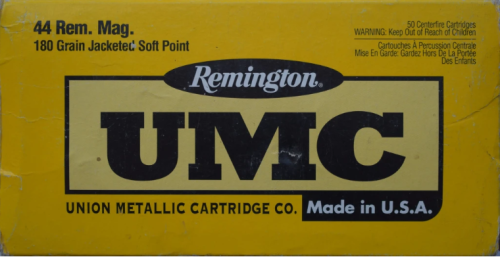 44 Rem. Mag.
180 Grain Jacketed Soft Point
50 Centerfire Cartridges
WARNING: Keep Out of Reach of Children
Cartouches À Percussion Centrale
Mise En Garde: Gardez Hors De La Portée
Des Enfants
Remington®
UMC
UNION METALLIC CARTRIDGE CO.
Made in U.S.A.